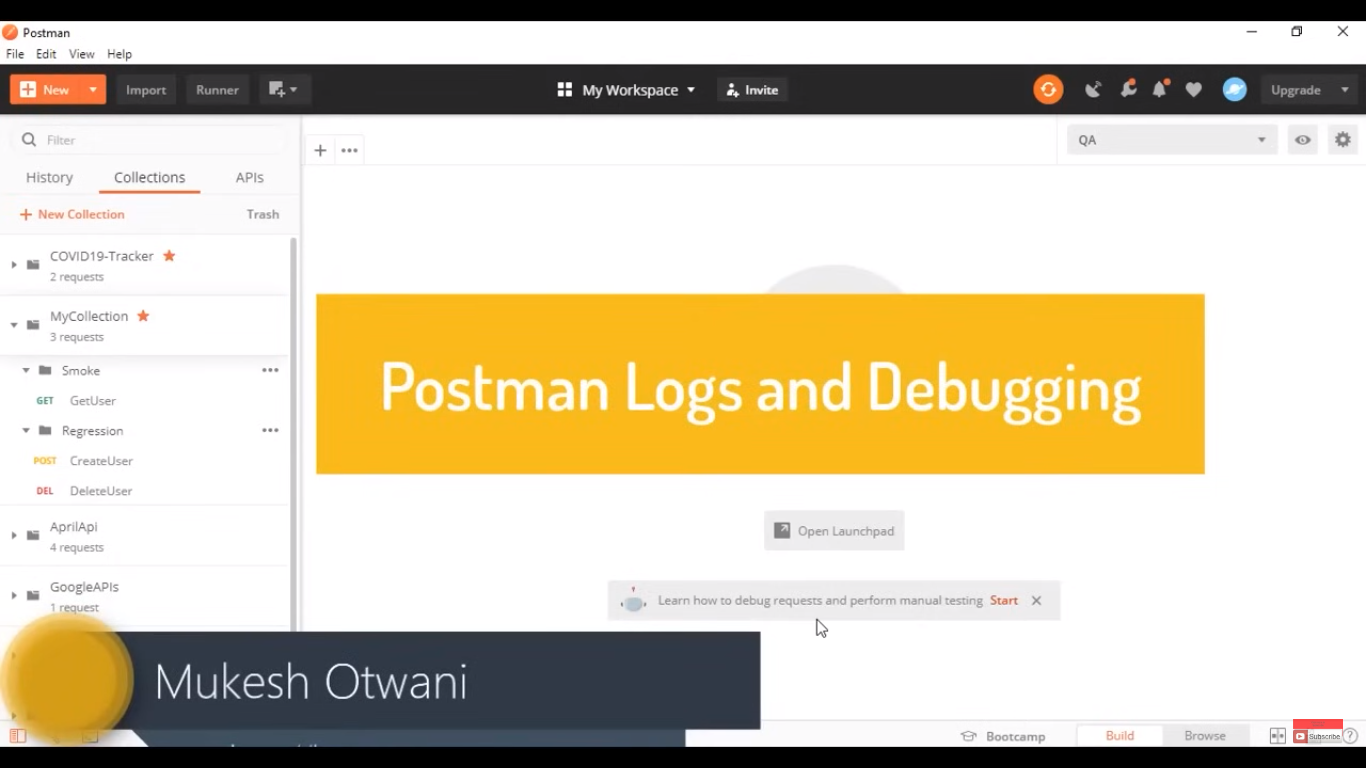 Postman
File Edit View Help
New Import Runner My Workspace Invite Upgrade
Filter
QA
History Collections APIs
New Collection Trash
COVID19-Tracker
2 requests
MyCollection
3 requests
Smoke
GET GetUser
Regression
POST CreateUser
DEL DeleteUser
AprilApi
4 requests
GoogleAPIs
1 request
Postman Logs and Debugging
Open Launchpad
Learn how to debug requests and perform manual testing Start
Mukesh Otwani
Bootcamp Build Browse Subscribe